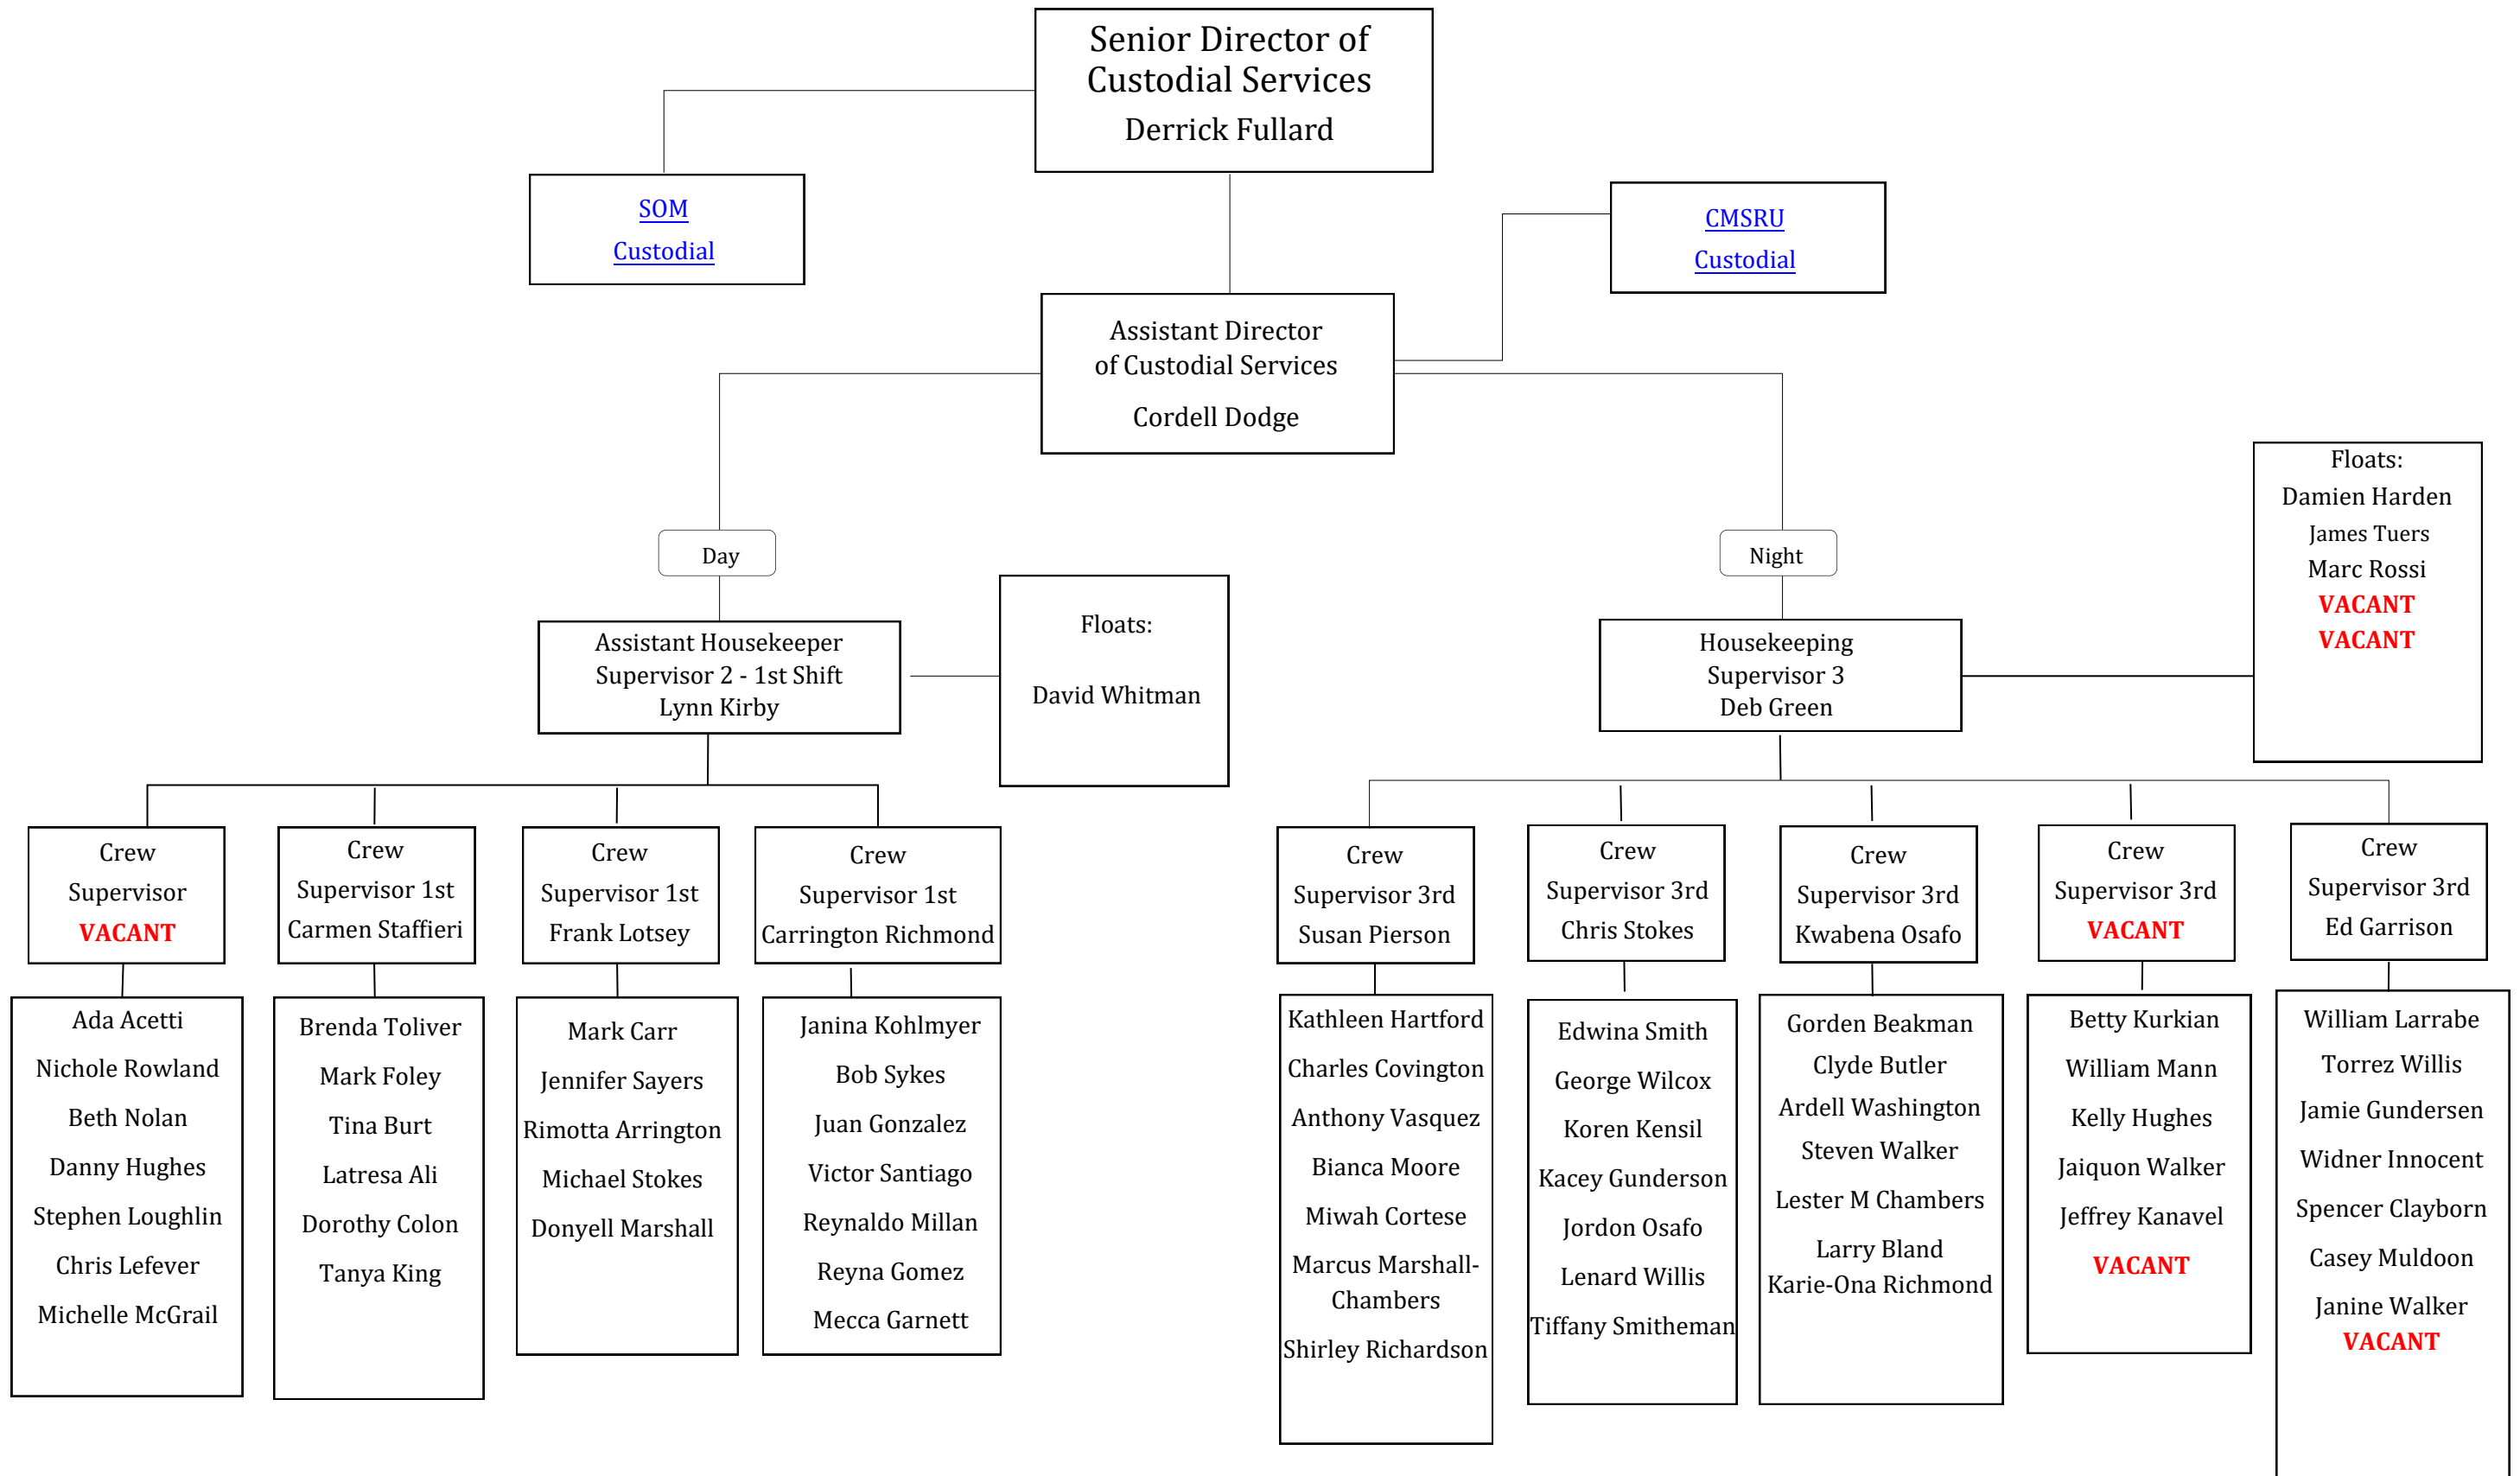 Senior Director of
Custodial Services
Derrick Fullard
SOM
Custodial
CMSRU
Custodial
Assistant Director
of Custodial Services
Cordell Dodge
Day
Night
Floats:
Damien Harden
James Tuers
Marc Rossi
VACANT
VACANT
Assistant Housekeeper
Supervisor 2 - 1st Shift
Lynn Kirby
Floats:
David Whitman
Housekeeping
Supervisor 3
Deb Green
Crew
Supervisor
VACANT
Crew
Supervisor 1st
Carmen Staffieri
Crew
Supervisor 1st
Frank Lotsey
Crew
Supervisor 1st
Carrington Richmond
Crew
Supervisor 3rd
Susan Pierson
Crew
Supervisor 3rd
Chris Stokes
Crew
Supervisor 3rd
Kwabena Osafo
Crew
Supervisor 3rd
VACANT
Crew
Supervisor 3rd
Ed Garrison
Ada Acetti
Nichole Rowland
Beth Nolan
Danny Hughes
Stephen Loughlin
Chris Lefever
Michelle McGrail
Brenda Toliver
Mark Foley
Tina Burt
Latresa Ali
Dorothy Colon
Tanya King
Mark Carr
Jennifer Sayers
Rimotta Arrington
Michael Stokes
Donyell Marshall
Janina Kohlmyer
Bob Sykes
Juan Gonzalez
Victor Santiago
Reynaldo Millan
Reyna Gomez
Mecca Garnett
Kathleen Hartford
Charles Covington
Anthony Vasquez
Bianca Moore
Miwah Cortese
Marcus Marshall-
Chambers
Shirley Richardson
Edwina Smith
George Wilcox
Koren Kensil
Kacey Gunderson
Jordon Osafo
Lenard Willis
Tiffany Smitheman
Gorden Beakman
Clyde Butler
Ardell Washington
Steven Walker
Lester M Chambers
Larry Bland
Karie-Ona Richmond
Betty Kurkian
William Mann
Kelly Hughes
Jaiquon Walker
Jeffrey Kanavel
VACANT
William Larrabe
Torrez Willis
Jamie Gundersen
Widner Innocent
Spencer Clayborn
Casey Muldoon
Janine Walker
VACANT